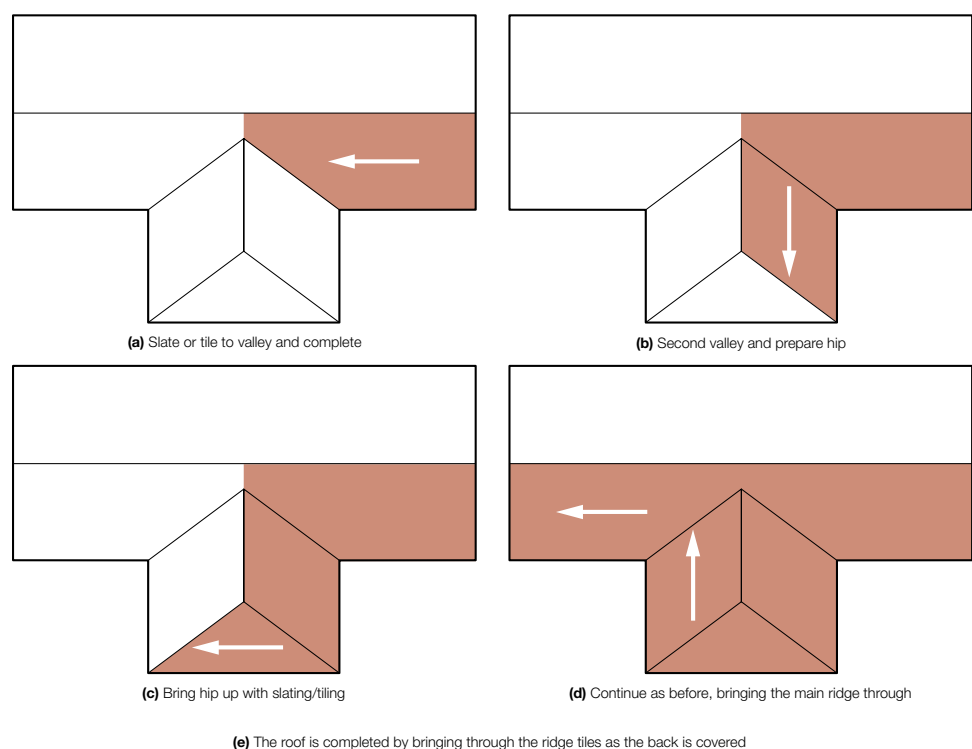 (a) Slate or tile to valley and complete
(b) Second valley and prepare hip
(c) Bring hip up with slating/tiling
(d) Continue as before, bringing the main ridge through
(e) The roof is completed by bringing through the ridge tiles as the back is covered